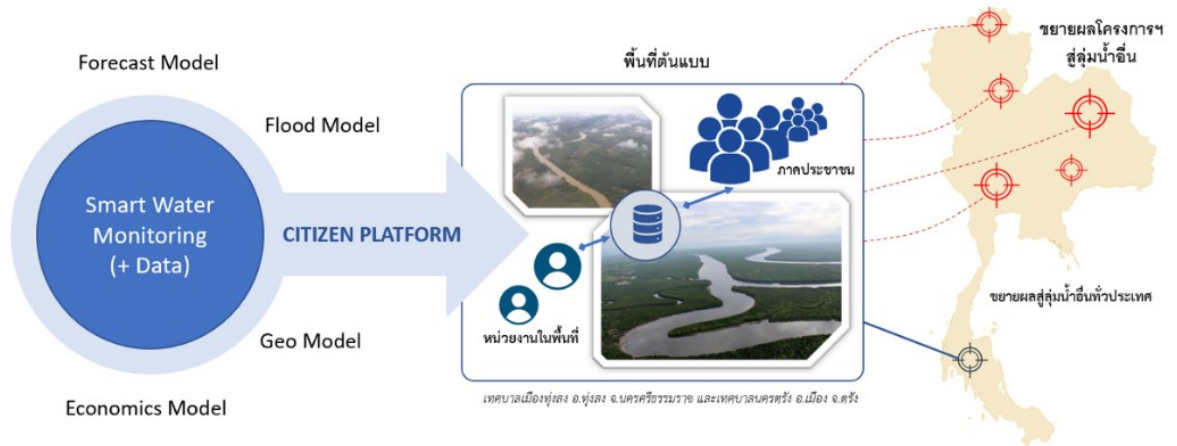 Forecast Model
Flood Model
Smart Water
Monitoring
(+ Data)
CITIZEN PLATFORM
Geo Model
Economics Model
พื้นที่ต้นแบบ
ภาคประชาชน
หน่วยงานในพื้นที่
เทศบาลเมืองทุ่งสง อ.ทุ่งสง จ.นครศรีธรรมราช และเทศบาลนครตรัง อ.เมือง จ.ตรัง
ขยายผลโครงการฯ
สู่ลุ่มน้ำอื่น
ขยายผลสู่ลุ่มน้ำอื่นทั่วประเทศ